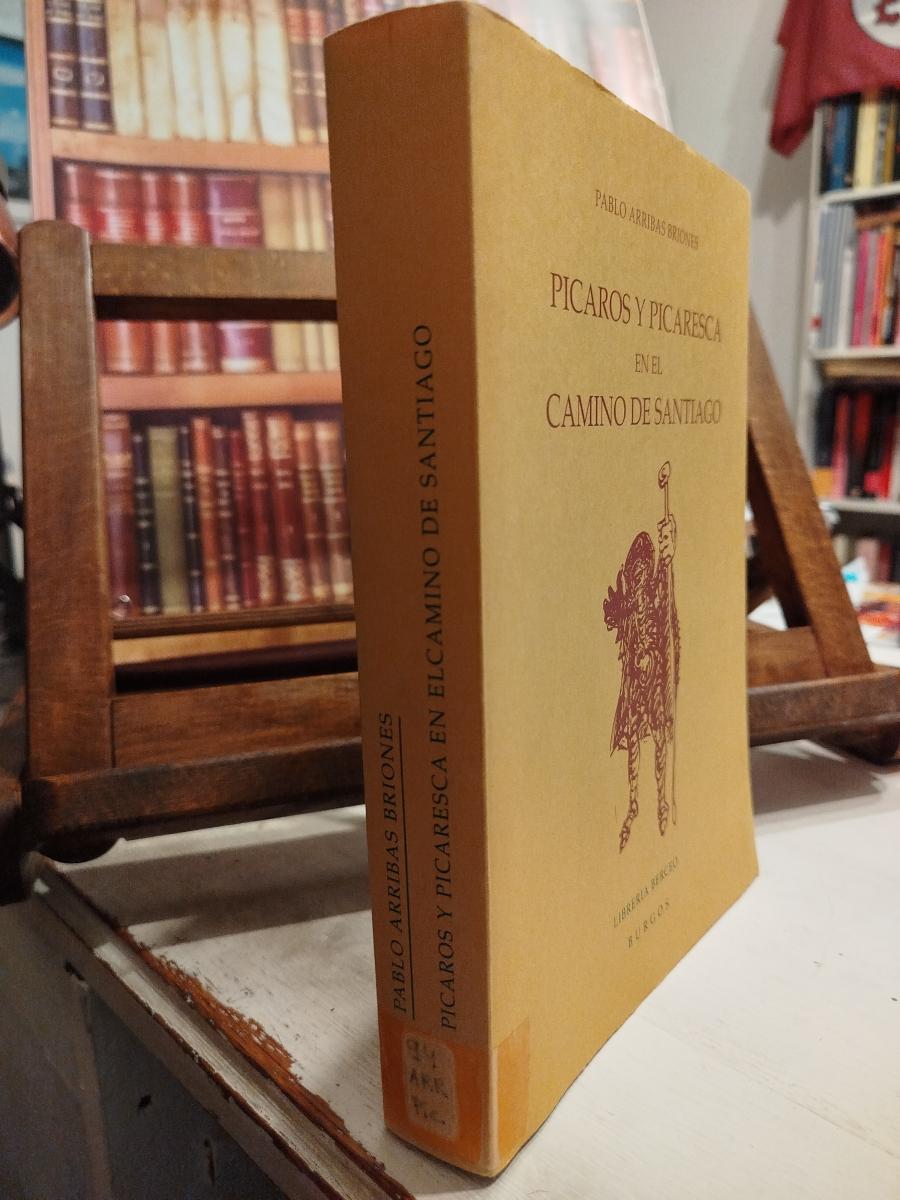 PABLO ARRIBAS BRIONES
PICAROS Y PICARESCA
EN EL
CAMINO DE SANTIAGO
LIBRERIA BERCEO
BURGOS
PABLO ARRIBAS BRIONES
PICAROS Y PICARESCA EN ELCAMINO DE SANTIAGO
ARR